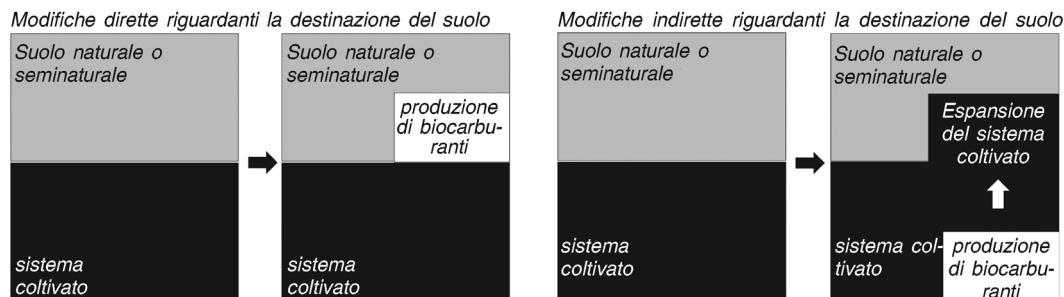 Modifiche dirette riguardanti la destinazione del suolo
Suolo naturale o
seminaturale
sistema
coltivato
Suolo naturale o
seminaturale
produzione
di biocarbu-
ranti
sistema
coltivato
Modifiche indirette riguardanti la destinazione del suolo
Suolo naturale o
seminaturale
sistema
coltivato
Suolo naturale o
seminaturale
Espansione
del sistema
coltivato
sistema col-
tivato
produzione
di biocarbu-
ranti